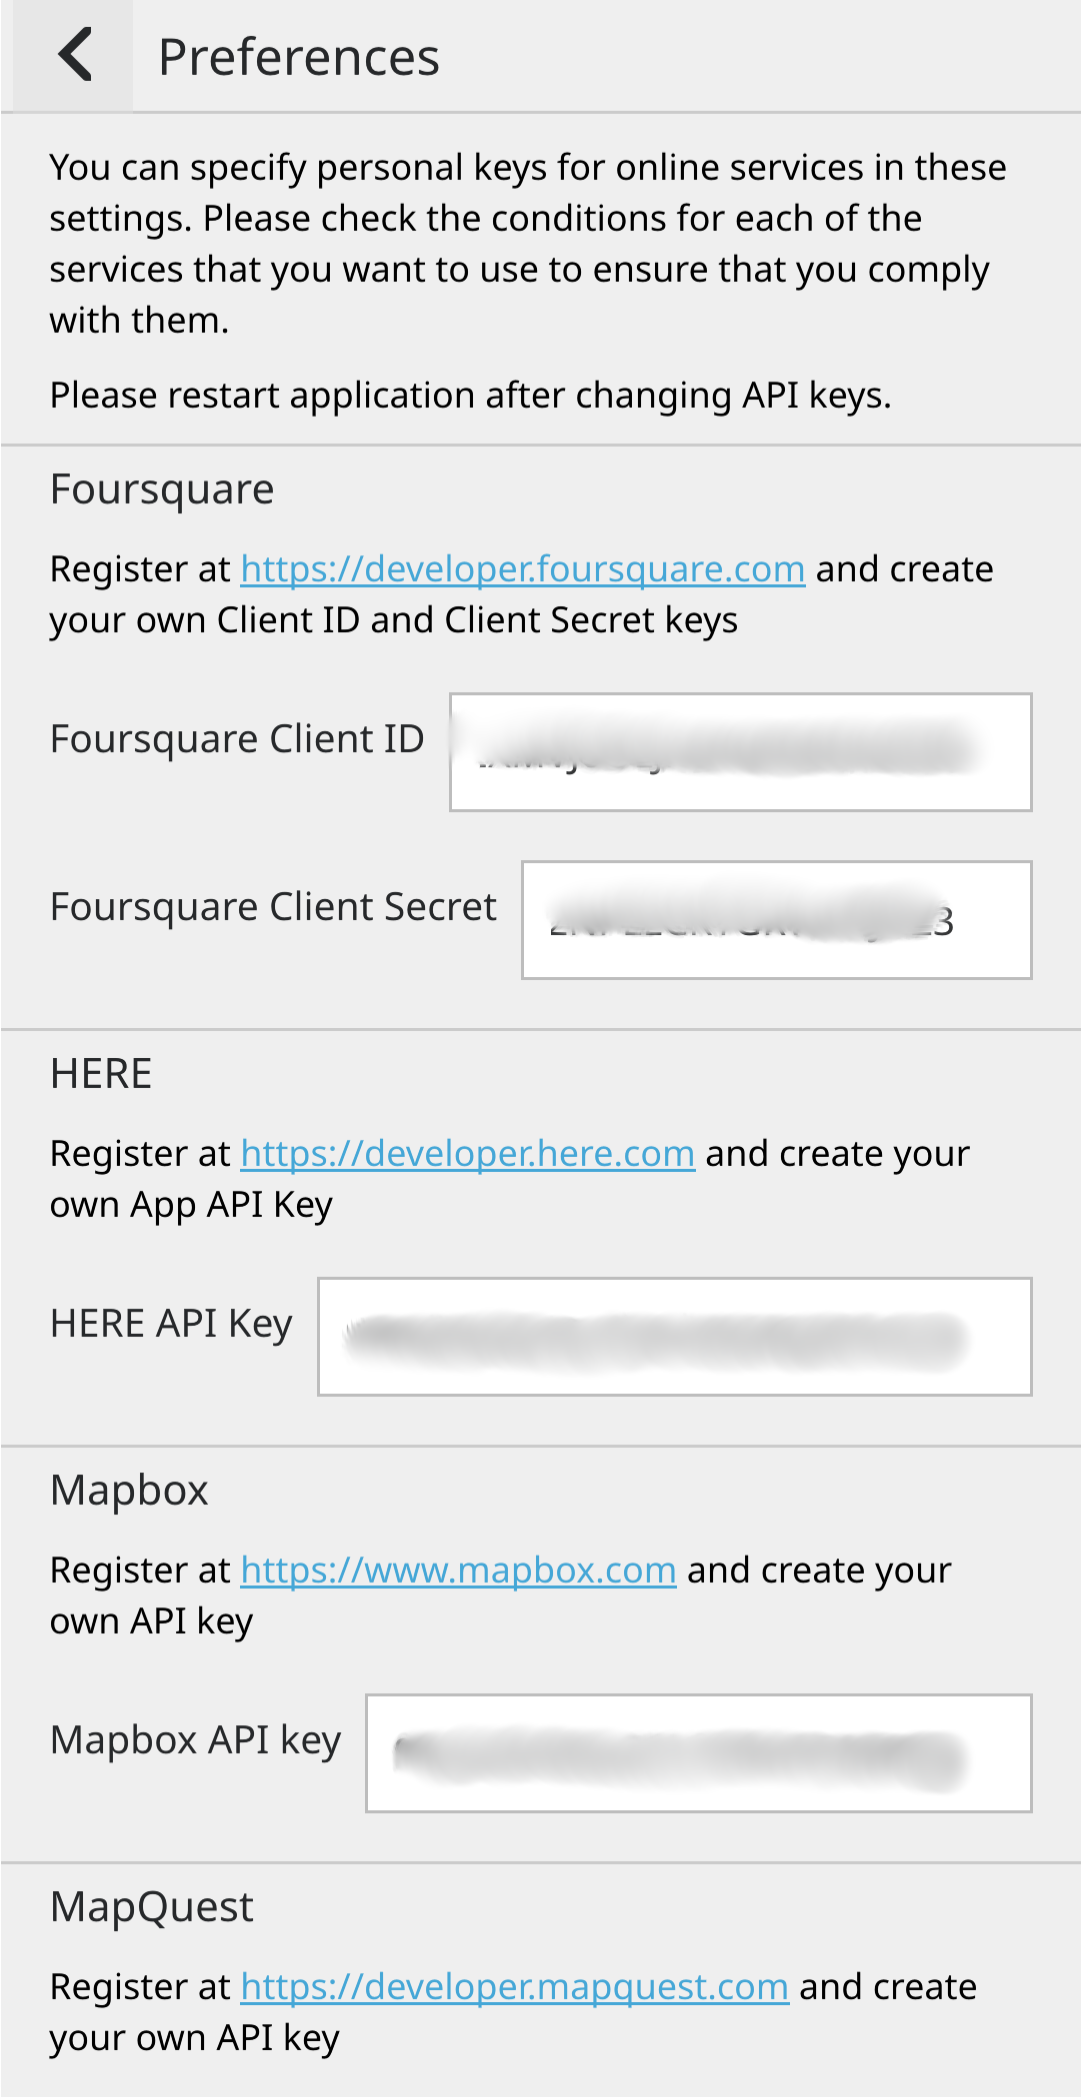 Preferences
You can specify personal keys for online services in these
settings. Please check the conditions for each of the
services that you want to use to ensure that you comply
with them.
Please restart application after changing API keys.
Foursquare
Register at https://developer.foursquare.com and create
your own Client ID and Client Secret keys
Foursquare Client ID
Foursquare Client Secret
HERE
Register at https://developer.here.com and create your
own App API Key
HERE API Key
Mapbox
Register at https://www.mapbox.com and create your
own API key
Mapbox API key
MapQuest
Register at https://developer.mapquest.com and create
your own API key